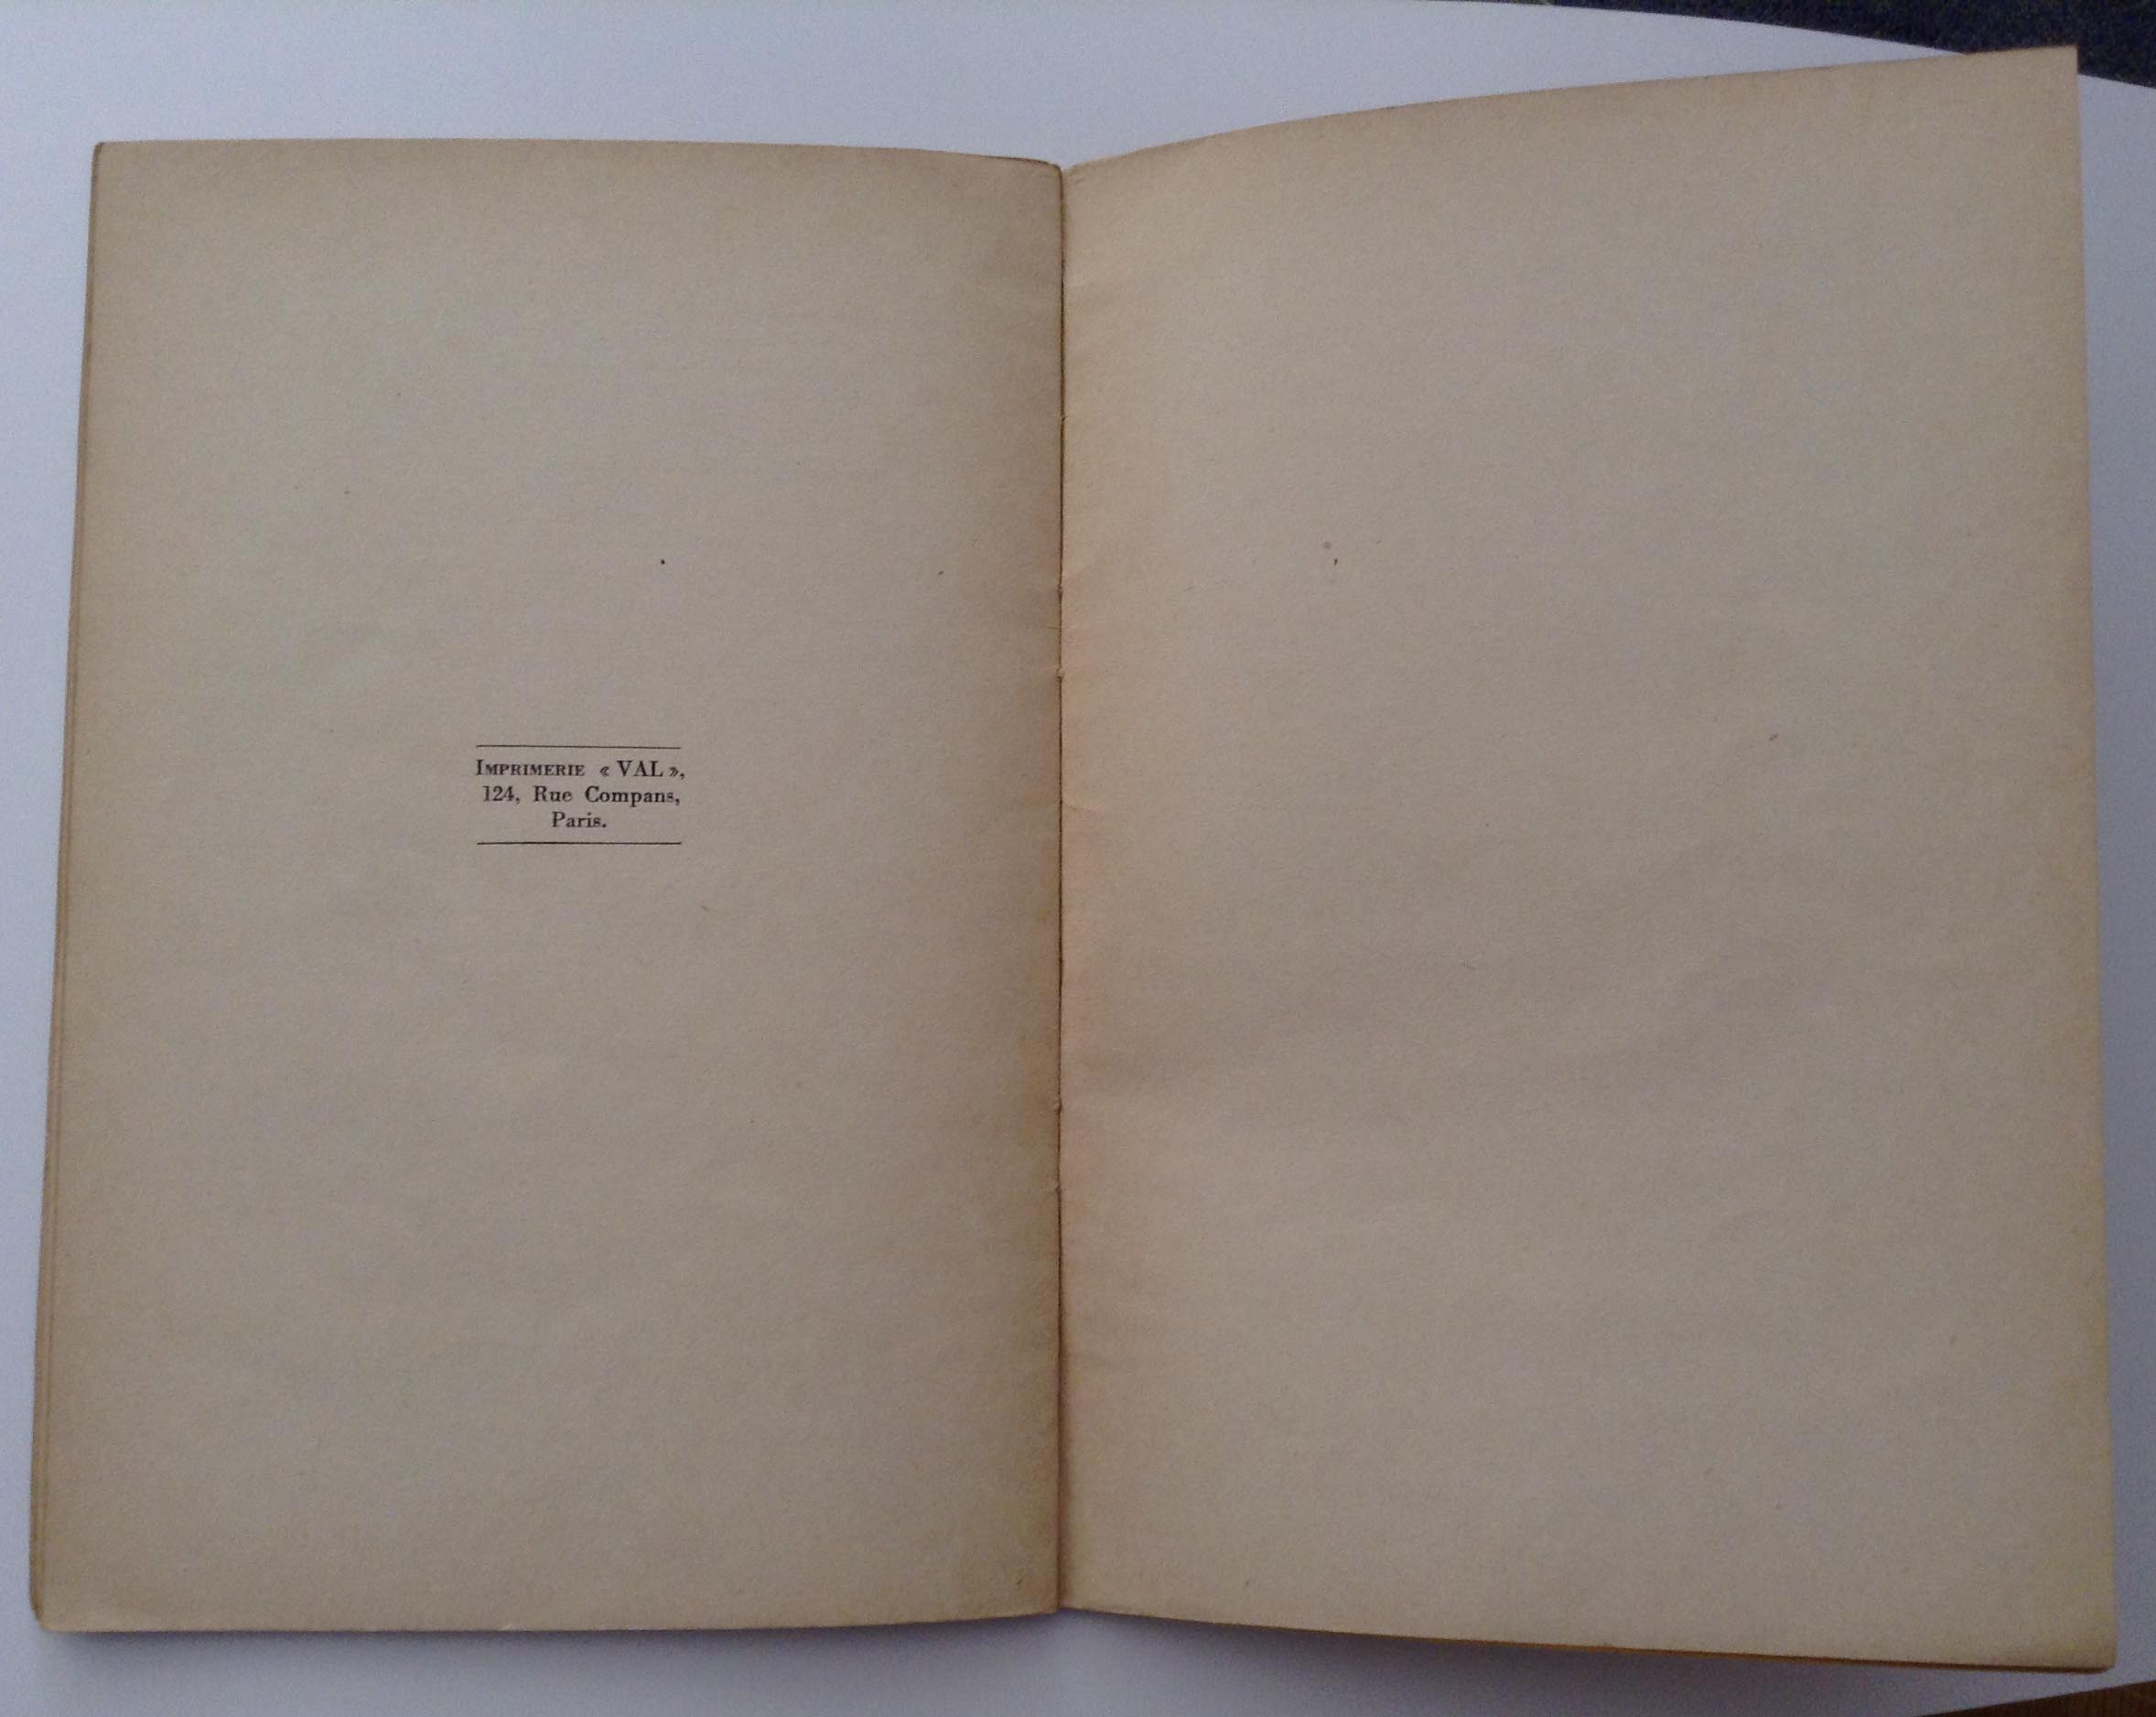 IMPRIMERIE « VAL »,
124, Rue Compans,
Paris.